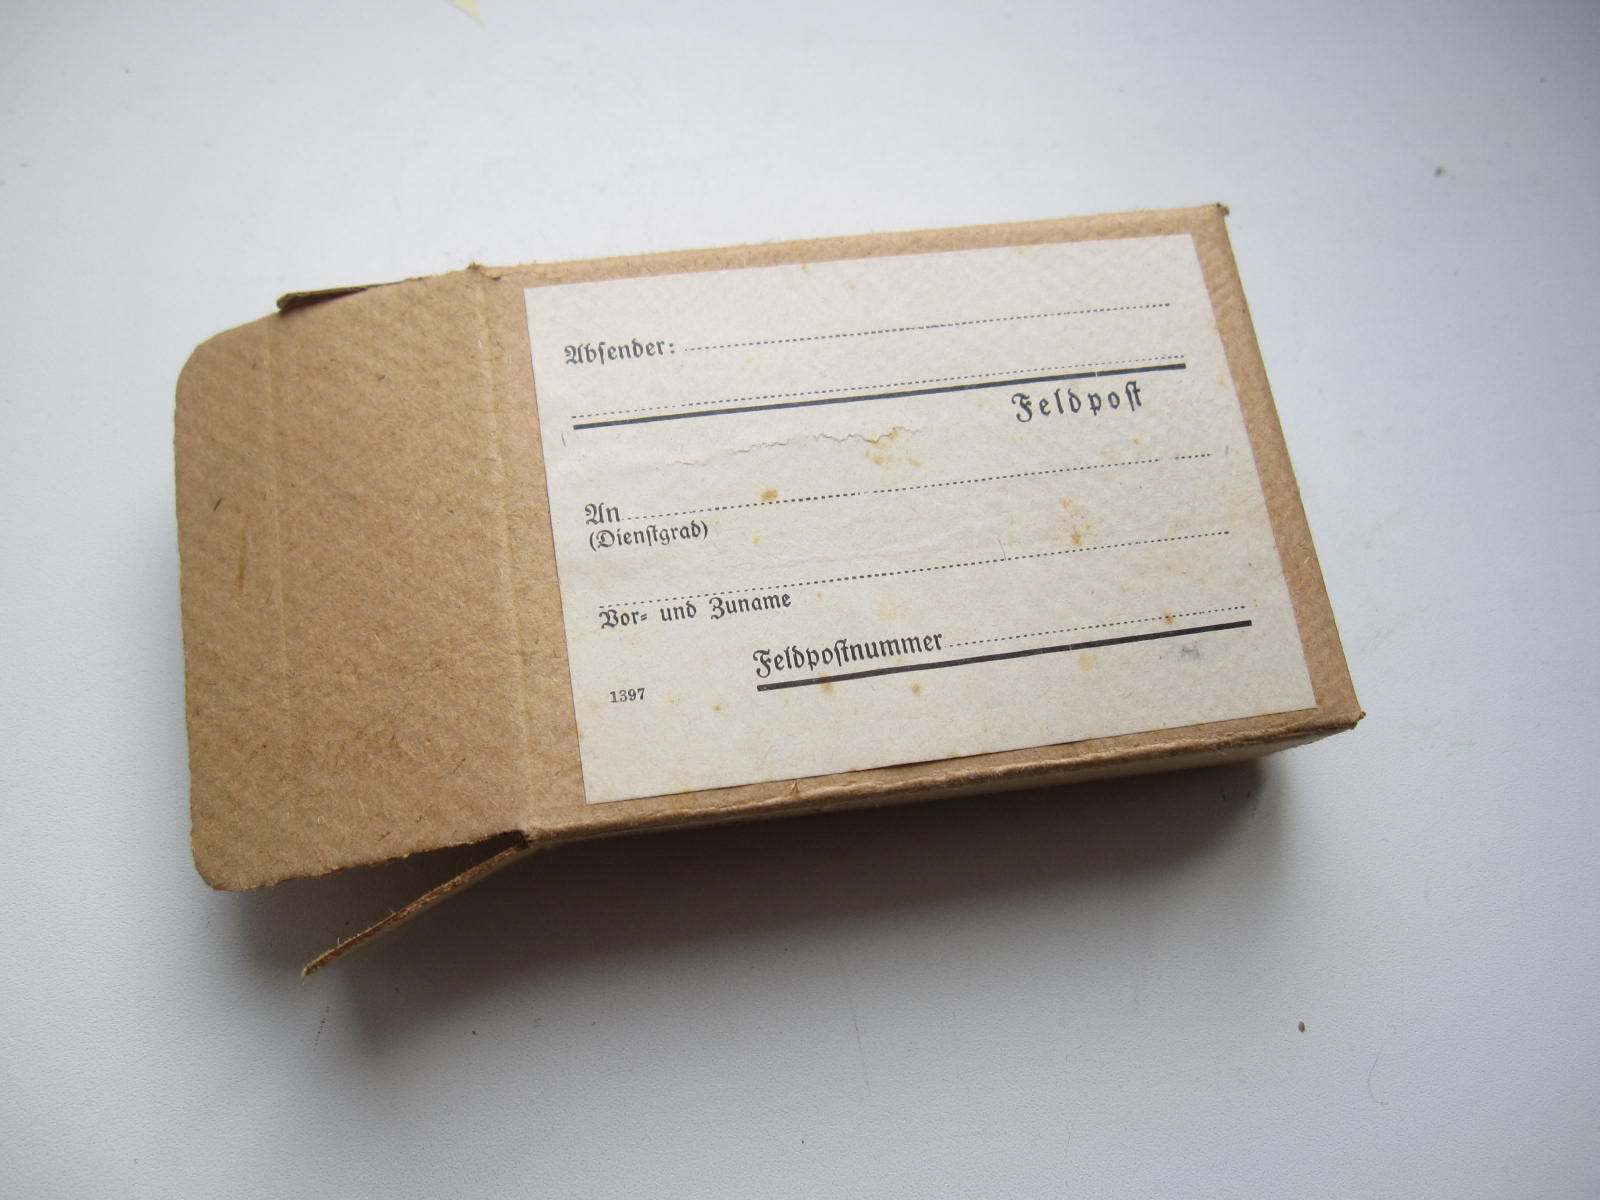 Absender:
Feldpost
An
(Dienstgrad)
Vor= und Zuname
Feldpostnummer
1397